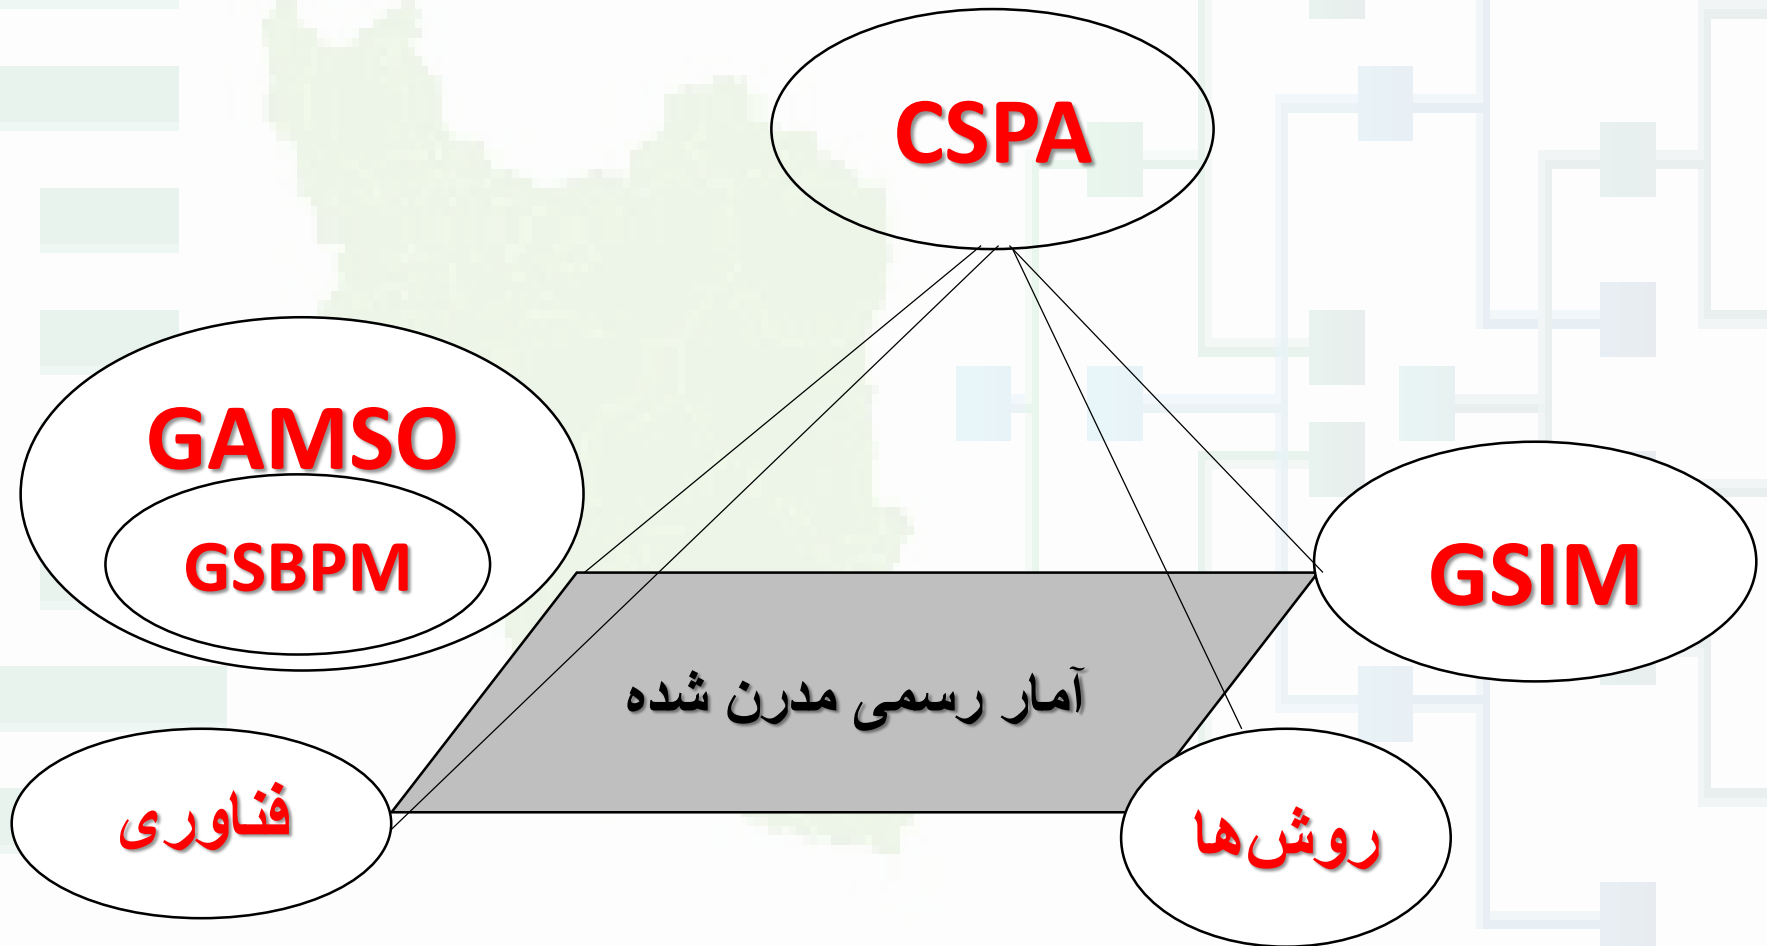 CSPA
GAMSO
GSBPM
GSIM
آمار رسمی مدرن شده
فناوری
روش‌ها